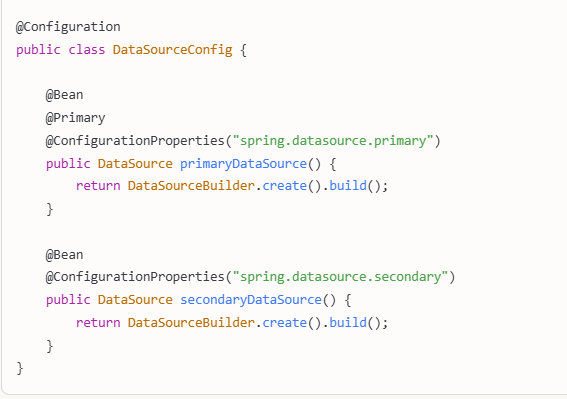 @Configuration
public class DataSourceConfig {
@Bean
@Primary
@ConfigurationProperties("spring.datasource.primary")
public DataSource primaryDataSource() {
return DataSourceBuilder.create().build();
}
@Bean
@ConfigurationProperties("spring.datasource.secondary")
public DataSource secondaryDataSource() {
return DataSourceBuilder.create().build();
}
}